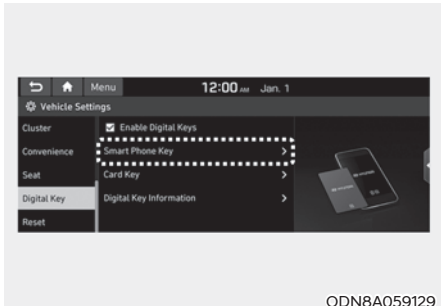 Menu 12:00 AM Jan. 1
Vehicle Settings
Cluster
Enable Digital Keys
Convenience
Smart Phone Key
Seat
Card Key
Digital Key
Digital Key Information
Reset
ODN8A059129